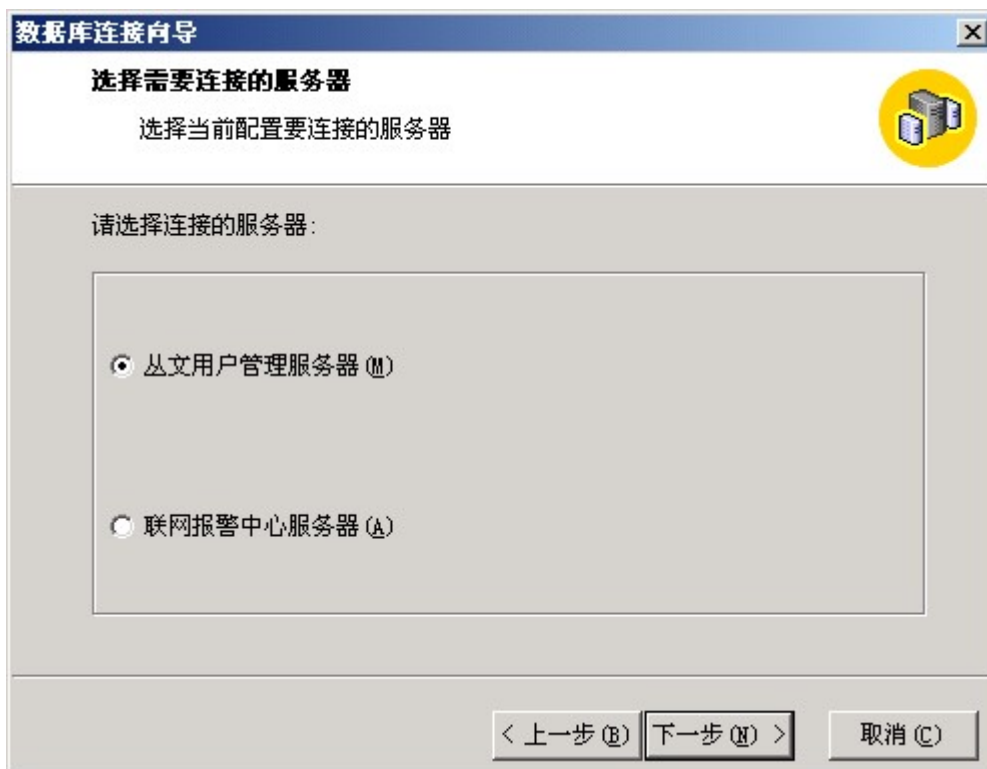 数据库连接向导
选择需要连接的服务器
选择当前配置要连接的服务器
请选择连接的服务器:
丛文用户管理服务器(M)
联网报警中心服务器(A)
< 上一步(B) 下一步(N) > 取消(C)